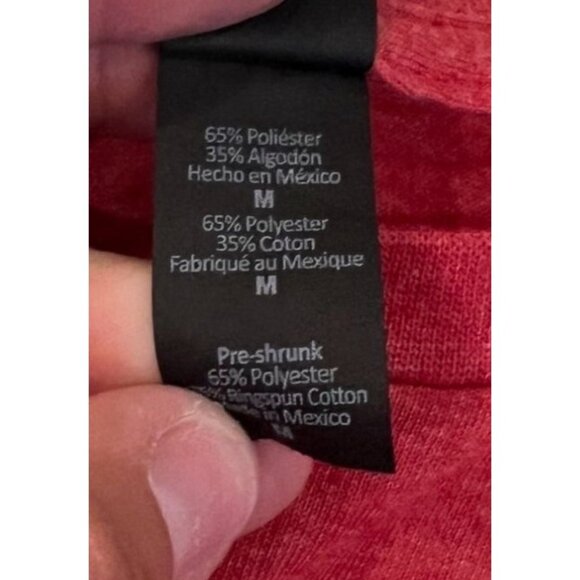 65% Poliéster
35% Algodón
Hecho en México
M
65% Polyester
35% Coton
Fabriqué au Mexique
M
Pre-shrunk
65% Polyester
Ringspun Cotton
in Mexico
M